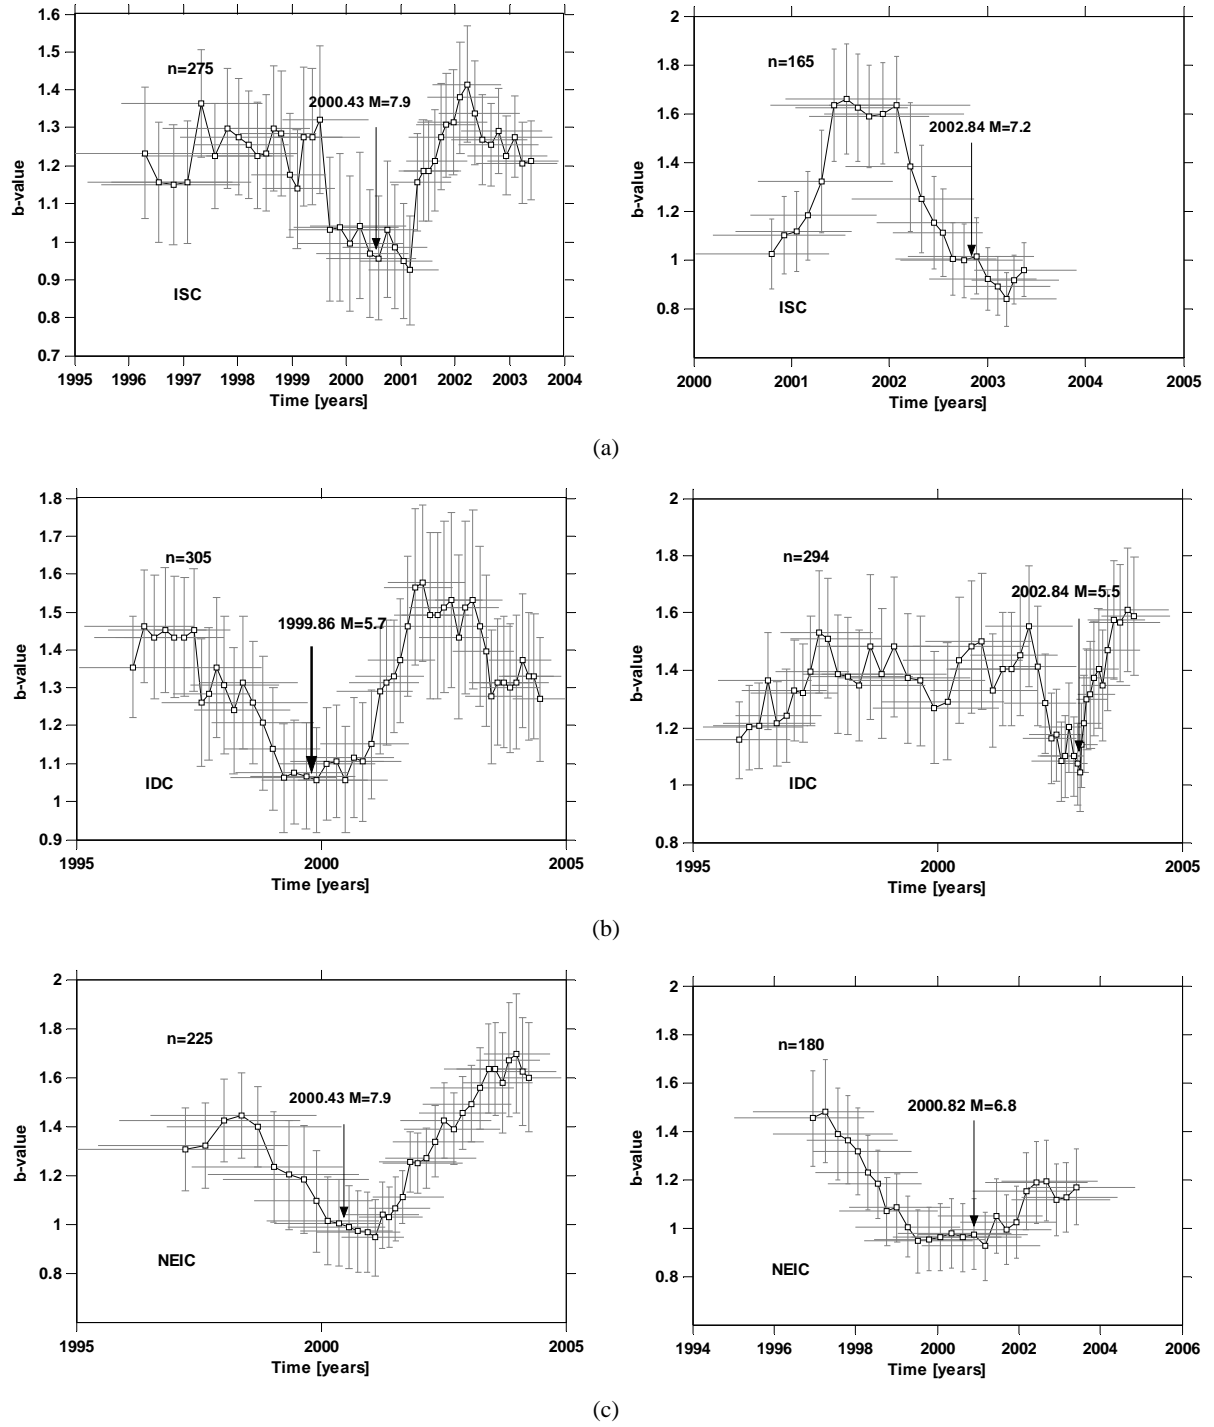 1.6
1.5
1.4
1.3
1.2
1.1
1
0.9
0.8
0.7
b-value
n=275
2000.43 M=7.9
ISC
1995 1996 1997 1998 1999 2000 2001 2002 2003 2004
Time [years]
2
1.8
1.6
1.4
1.2
1
0.8
b-value
n=165
2002.84 M=7.2
ISC
2000 2001 2002 2003 2004 2005
Time [years]
(a)
1.8
1.7
1.6
1.5
1.4
1.3
1.2
1.1
1
0.9
b-value
n=305
1999.86 M=5.7
IDC
1995 2000 2005
Time [years]
2
1.8
1.6
1.4
1.2
1
0.8
b-value
n=294
2002.84 M=5.5
IDC
1995 2000 2005
Time [years]
(b)
2
1.8
1.6
1.4
1.2
1
0.8
b-value
n=225
2000.43 M=7.9
NEIC
1995 2000 2005
Time [years]
2
1.8
1.6
1.4
1.2
1
0.8
b-value
n=180
2000.82 M=6.8
NEIC
1994 1996 1998 2000 2002 2004 2006
Time [years]
(c)